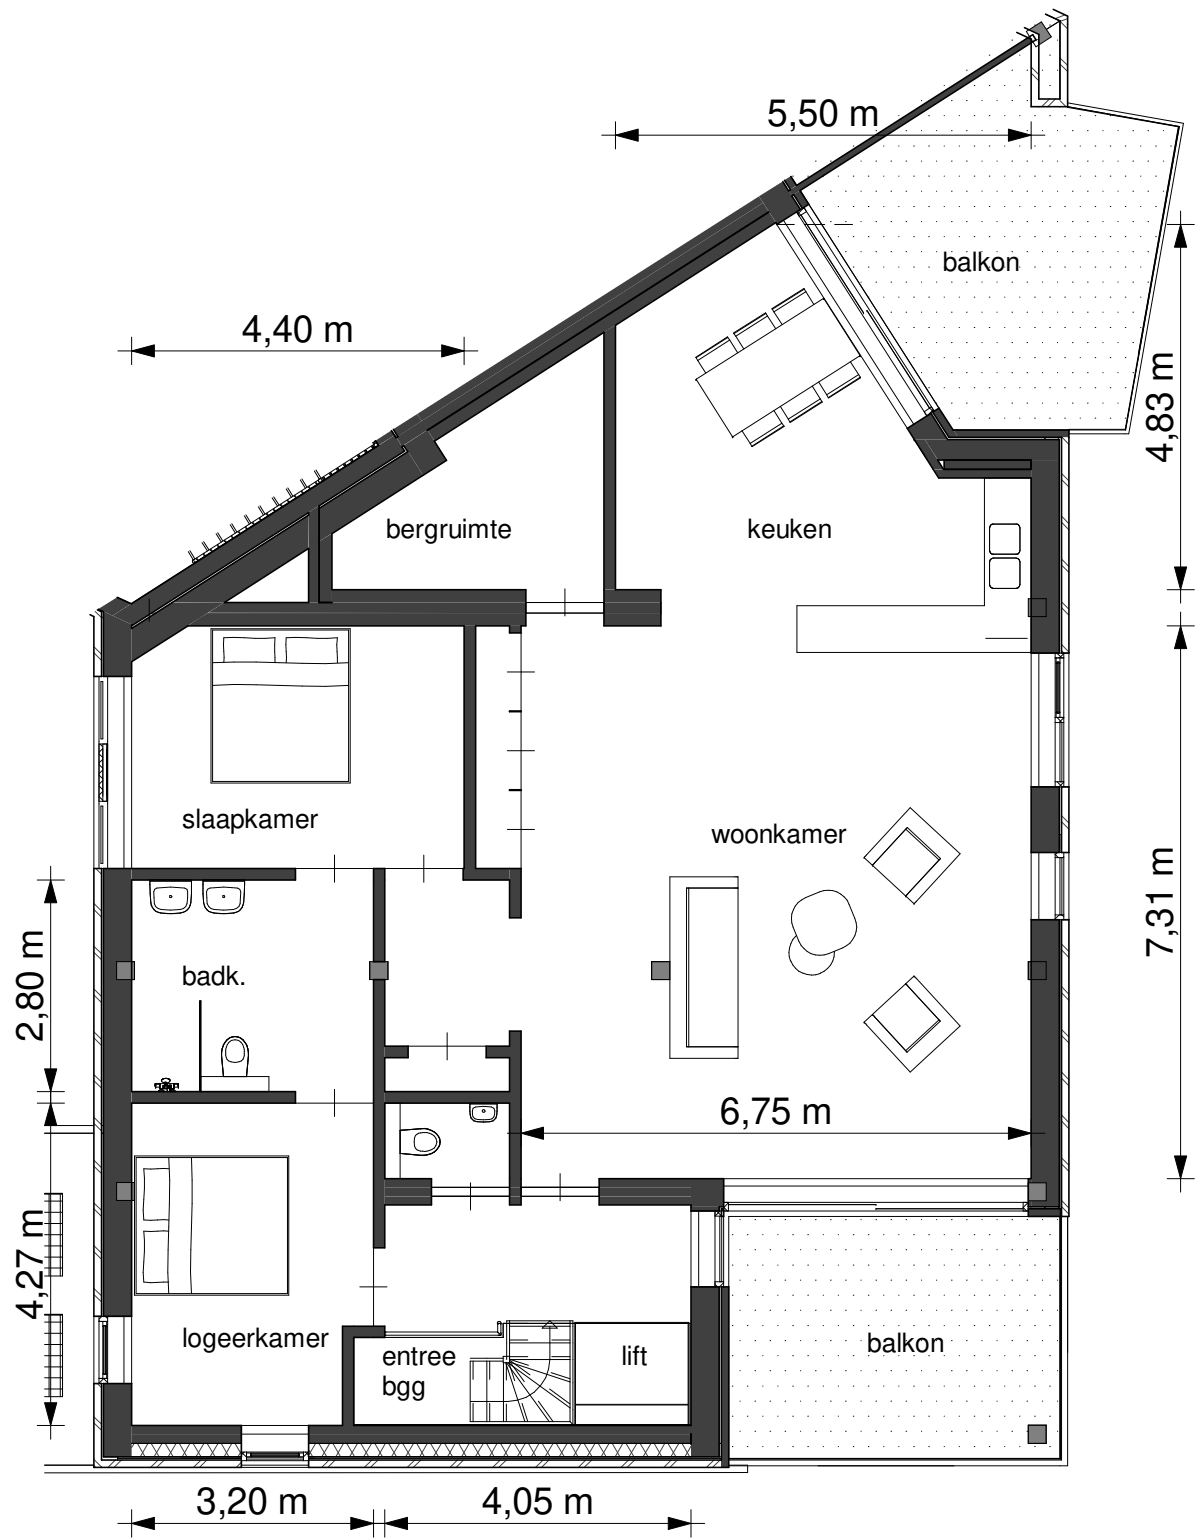 5,50 m
balkon
4,40 m
4,83 m
bergruimte
keuken
slaapkamer
woonkamer
7,31 m
2,80 m
badk.
6,75 m
4,27 m
logeerkamer
entree
bgg
lift
balkon
3,20 m
4,05 m